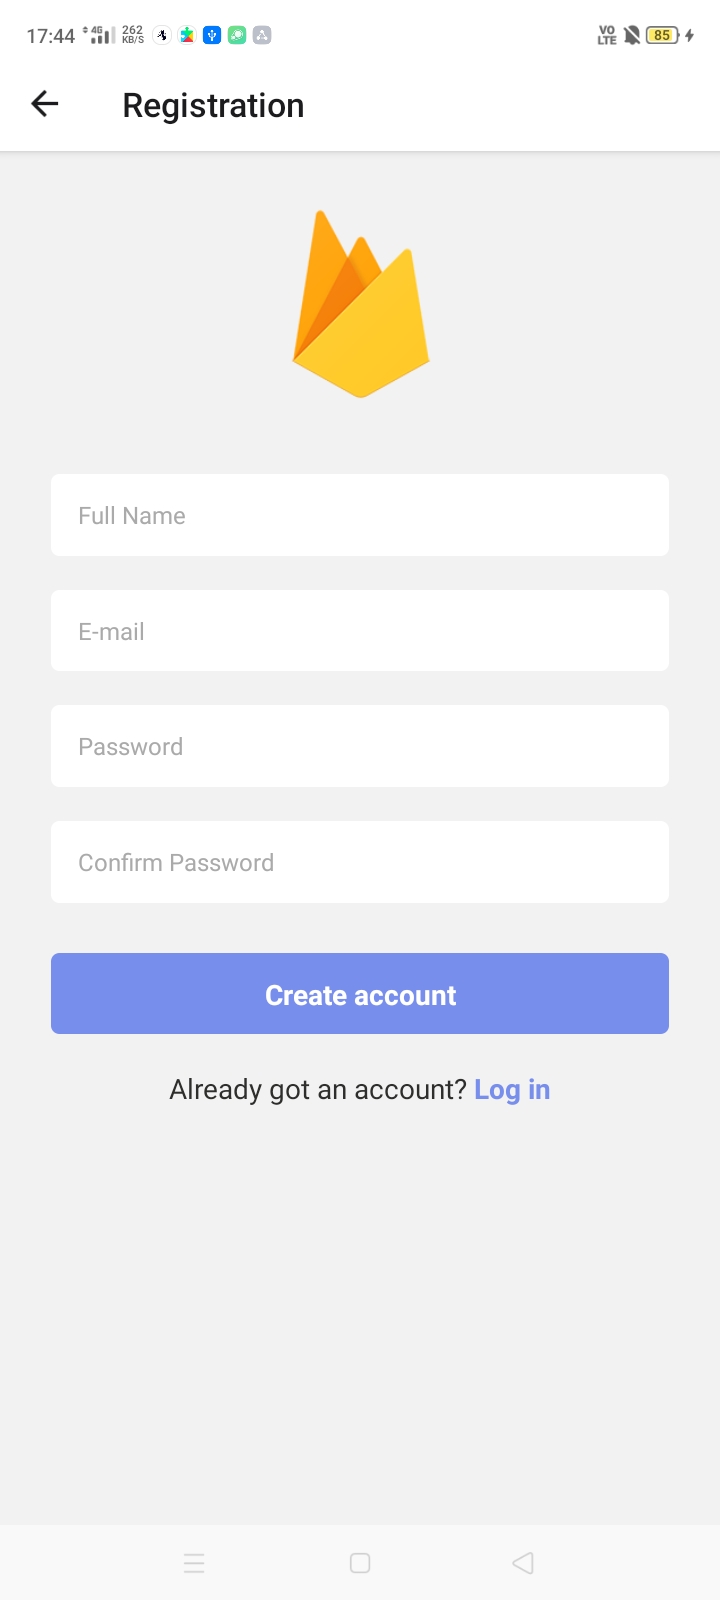 17:44 4G 262 KB/S VO LTE 85
Registration
Full Name
E-mail
Password
Confirm Password
Create account
Already got an account? Log in